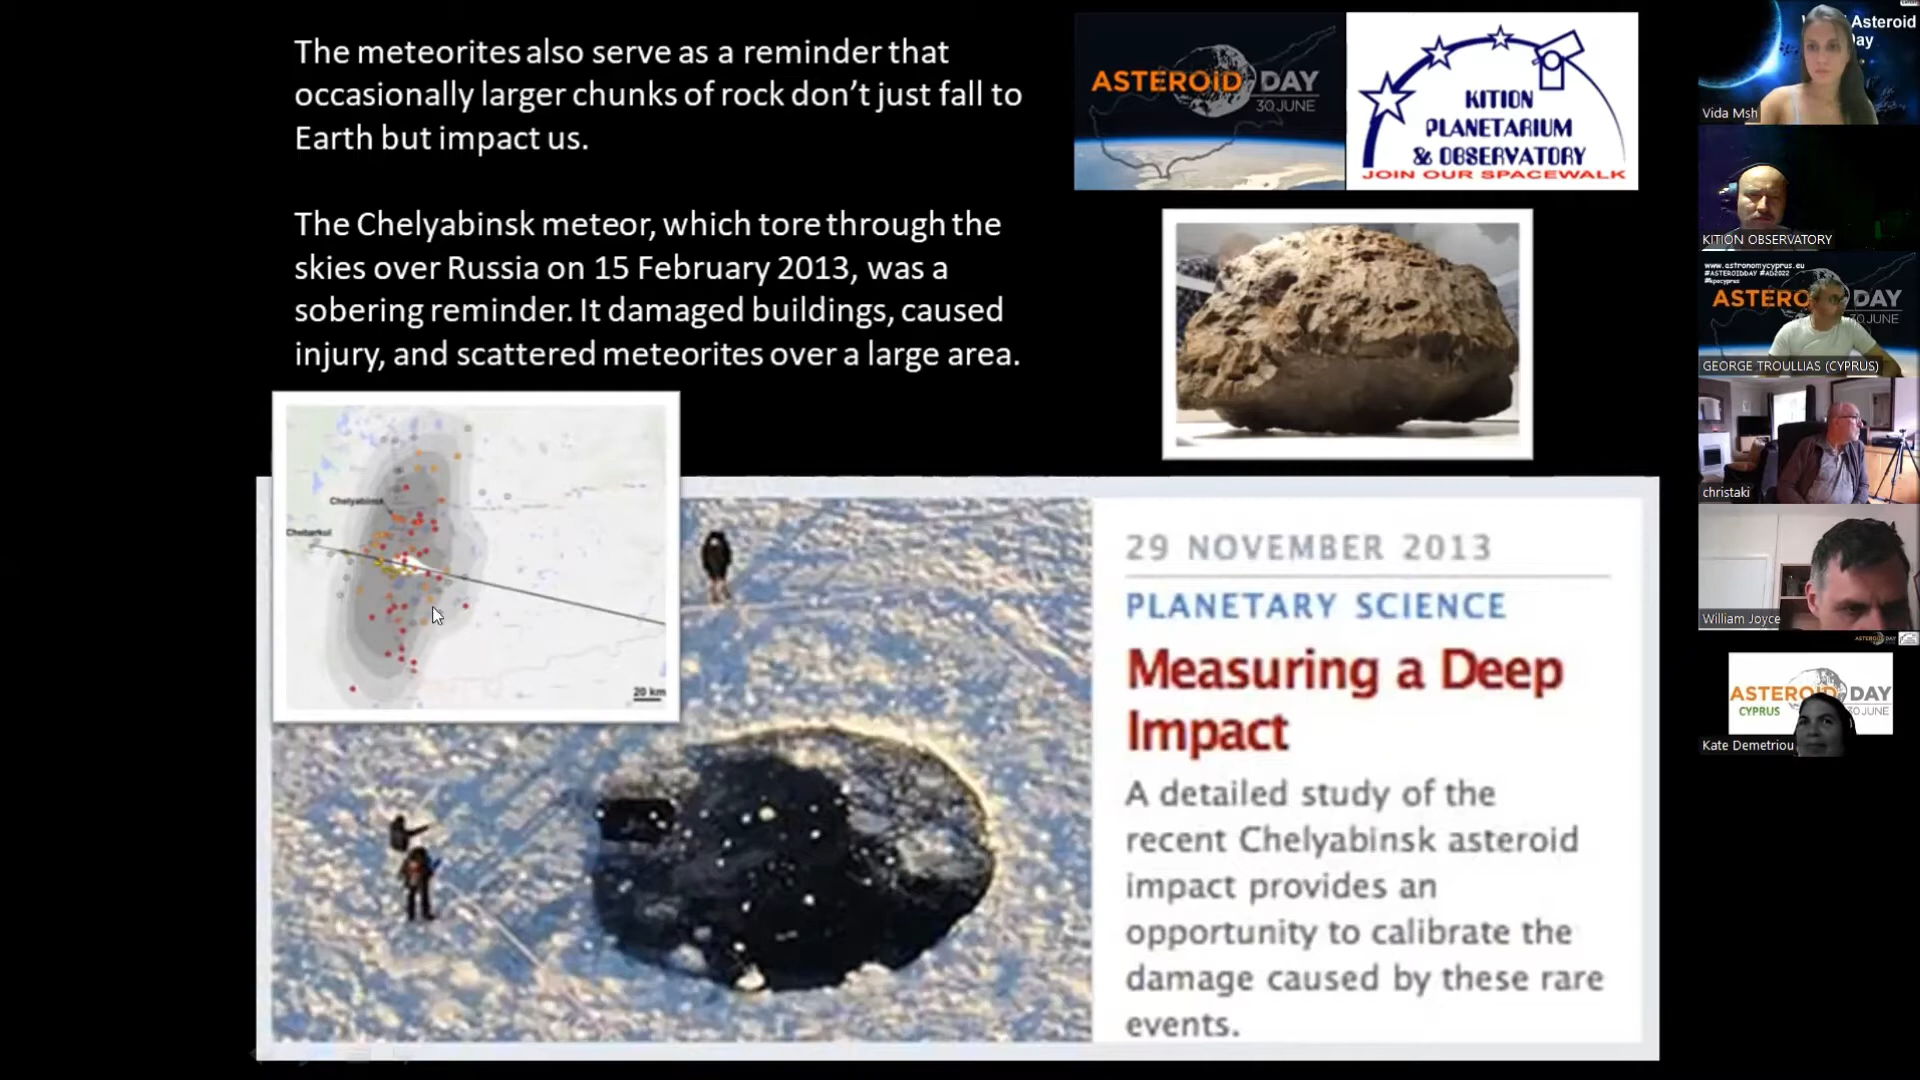 The meteorites also serve as a reminder that
occasionally larger chunks of rock don't just fall to
Earth but impact us.
The Chelyabinsk meteor, which tore through the
skies over Russia on 15 February 2013, was a
sobering reminder. It damaged buildings, caused
injury, and scattered meteorites over a large area.
ASTEROID DAY
30 JUNE
KITION
PLANETARIUM
& OBSERVATORY
JOIN OUR SPACEWALK
Chelyabinsk
Chebarkul
20 km
29 NOVEMBER 2013
PLANETARY SCIENCE
Measuring a Deep
Impact
A detailed study of the
recent Chelyabinsk asteroid
impact provides an
opportunity to calibrate the
damage caused by these rare
events.
Asteroid
Vida Msh
KITION OBSERVATORY
www.astronomycyprus.eu
#ASTEROIDDAY #AD2022
DAY
30 JUNE
GEORGE TROULLIAS (CYPRUS)
christaki
William Joyce
ASTEROID DAY
CYPRUS
30 JUNE
Kate Demetriou